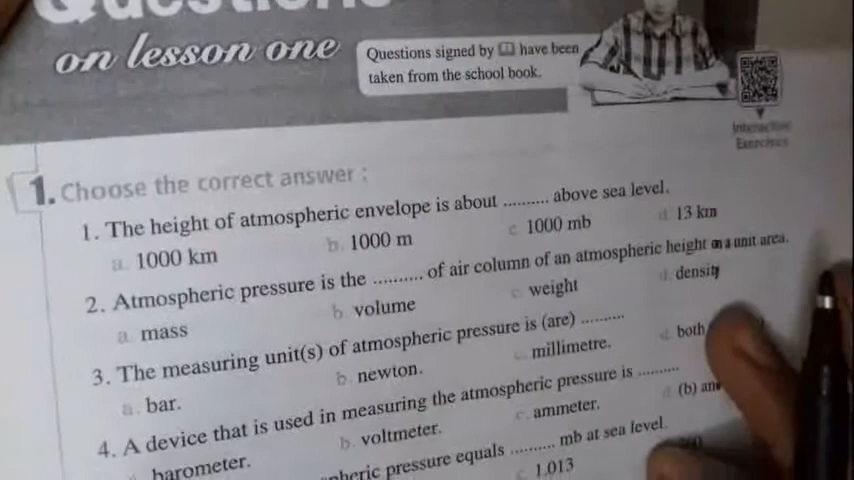 Questions
on lesson one
Questions signed by have been
taken from the school book.
Interactive
Exercises
1. Choose the correct answer :
1. The height of atmospheric envelope is about .......... above sea level.
a. 1000 km b. 1000 m c. 1000 mb d. 13 km
2. Atmospheric pressure is the .......... of air column of an atmospheric height on a unit area.
a. mass b. volume c. weight d. density
3. The measuring unit(s) of atmospheric pressure is (are) ..........
a. bar. b. newton. c. millimetre. d. both
4. A device that is used in measuring the atmospheric pressure is ..........
barometer. b. voltmeter. c. ammeter. d. (b) and
pheric pressure equals .......... mb at sea level.
c. 1.013